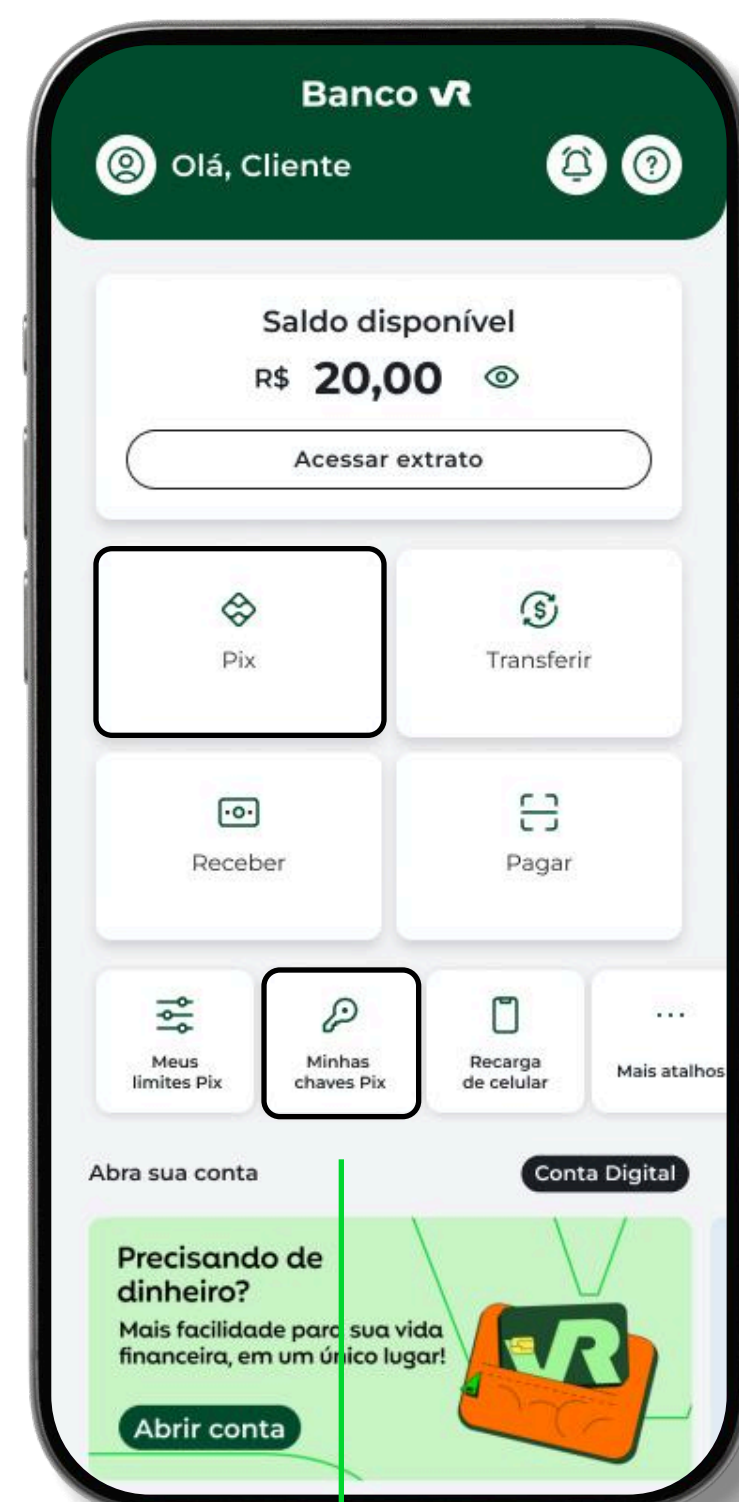 Banco VR
Olá, Cliente
Saldo disponível
R$ 20,00
Acessar extrato
Pix
Transferir
Receber
Pagar
Meus
limites Pix
Minhas
chaves Pix
Recarga
de celular
Mais atalhos
Abra sua conta
Conta Digital
Precisando de
dinheiro?
Mais facilidade para sua vida
financeira, em um único lugar!
Abrir conta
VR